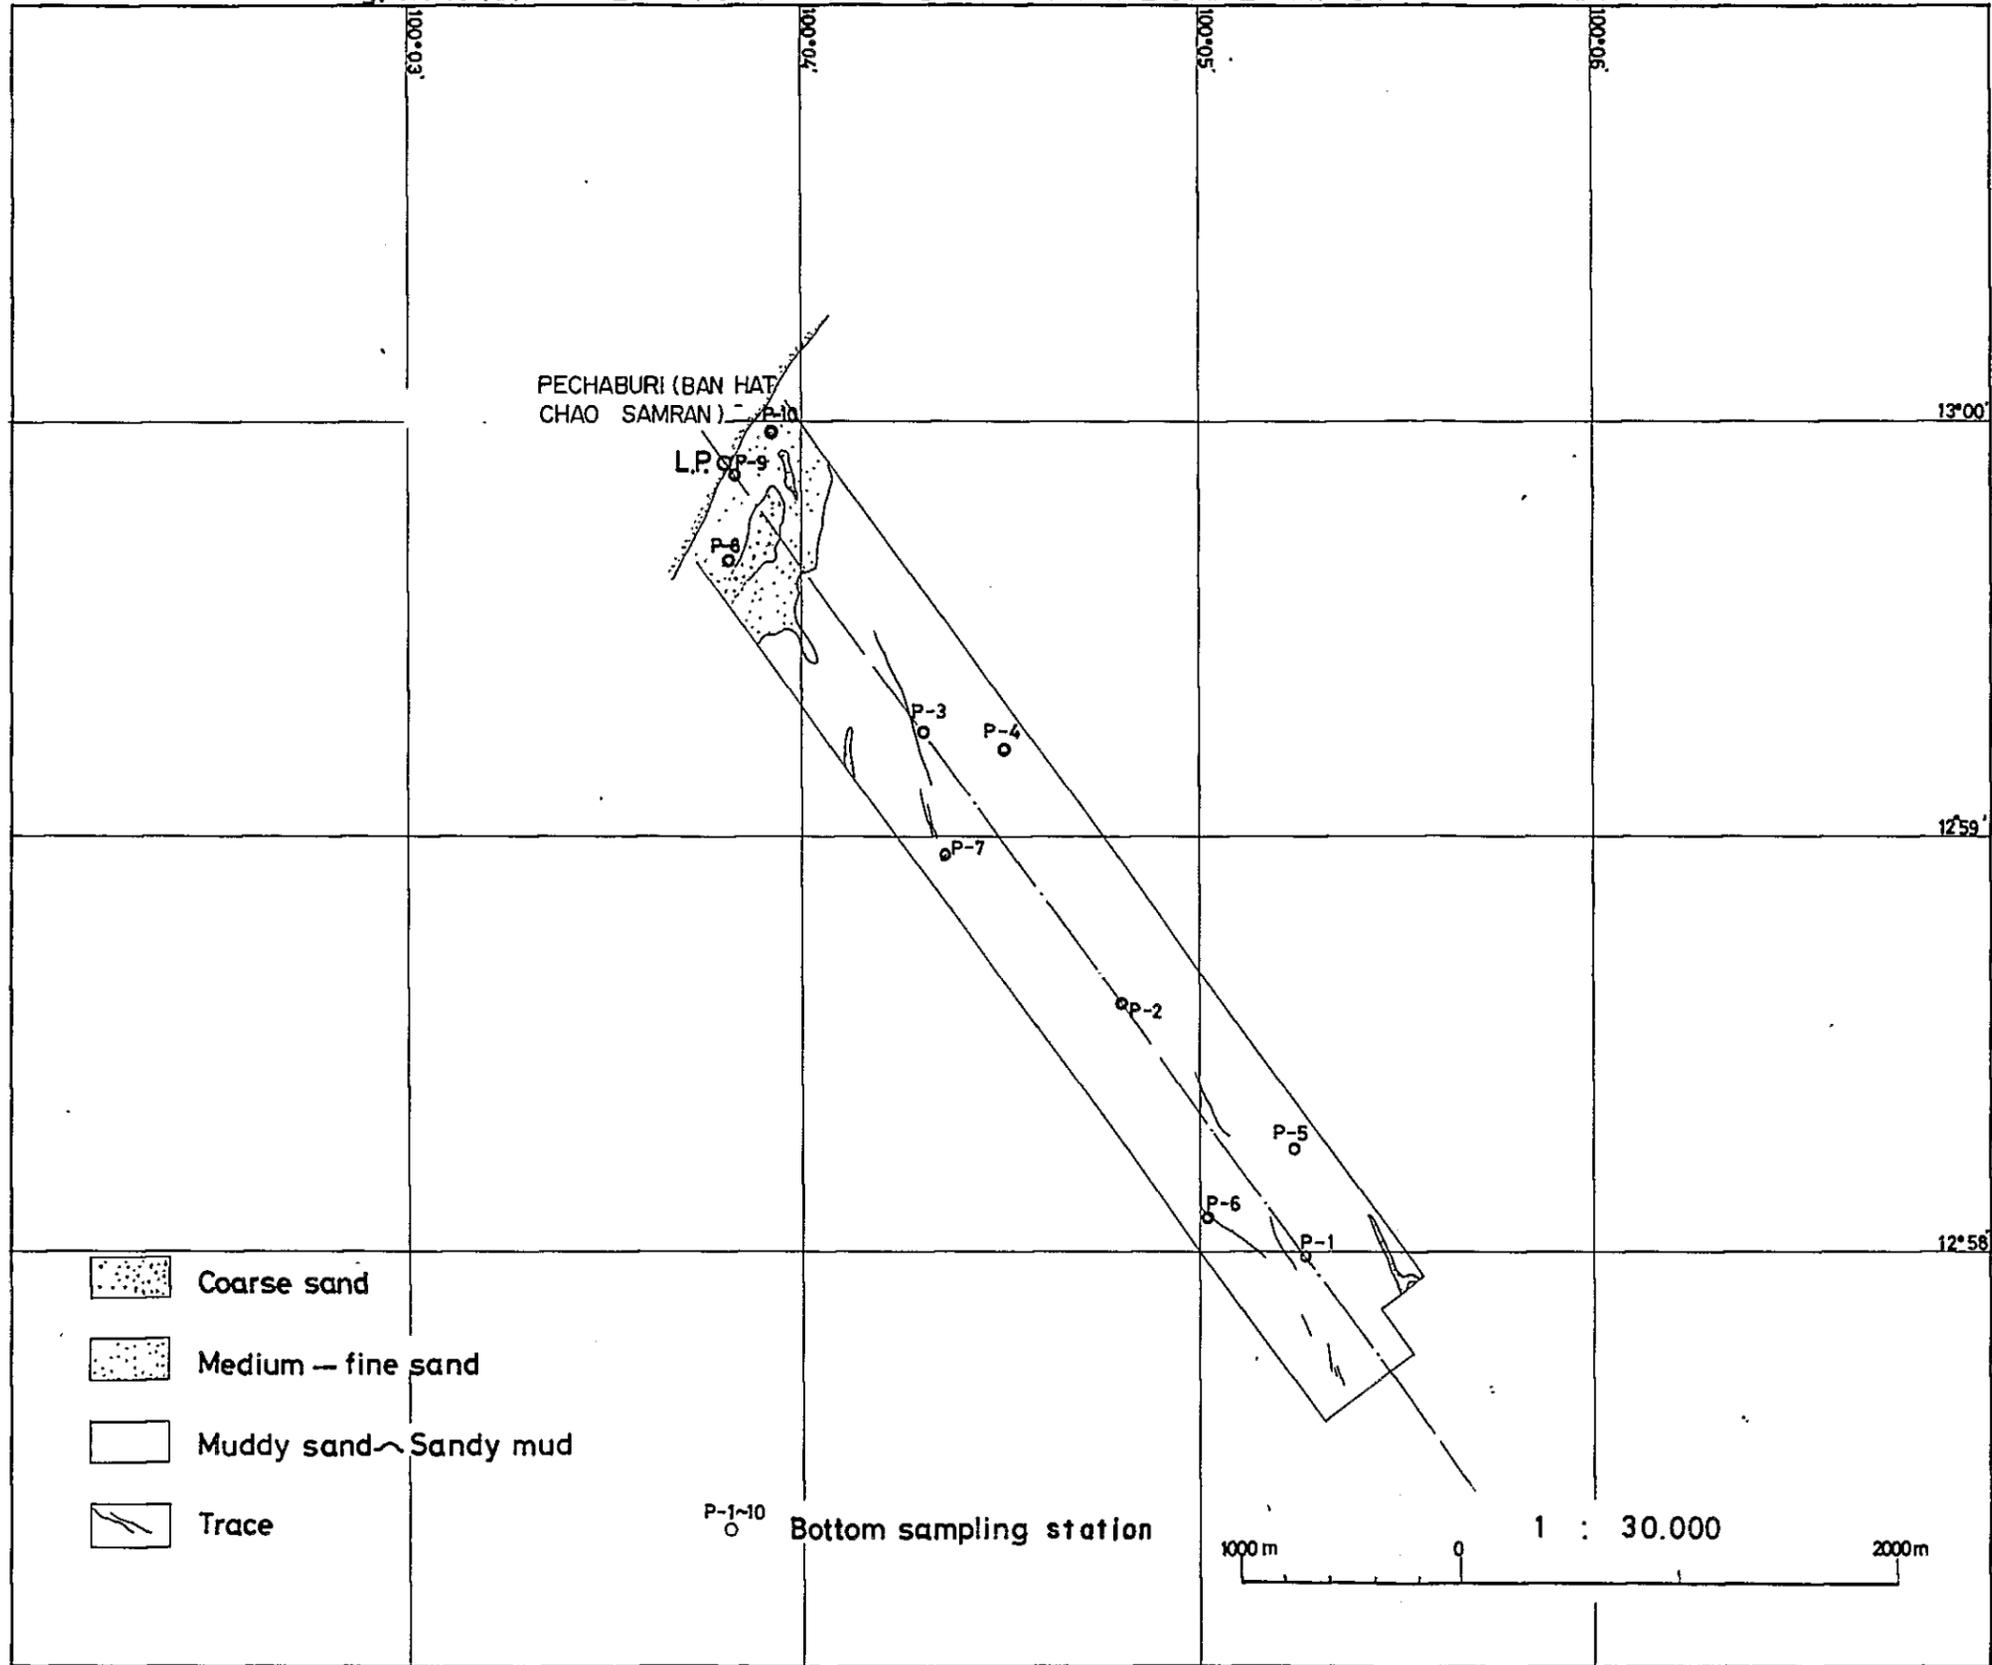 100°03'
100°04'
100°05'
100°06'
PECHABURI (BAN HAT
CHAO SAMRAN)
P-10
13°00'
L.P.
P-9
P-8
P-3
P-4
12°59'
P-7
P-2
P-5
P-6
P-1
12°58'
Coarse sand
Medium — fine sand
Muddy sand~Sandy mud
Trace
P-1~10
Bottom sampling station
1 : 30.000
1000 m 0 2000m